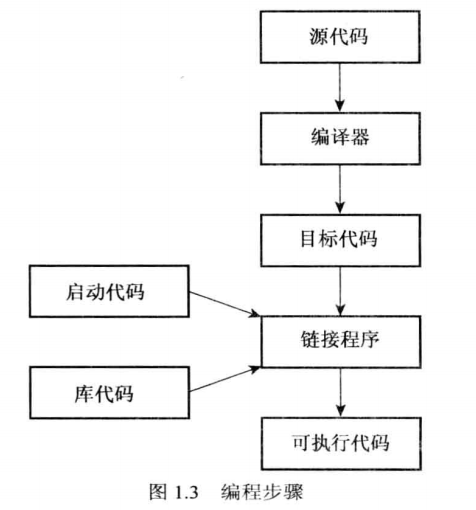 源代码
编译器
目标代码
启动代码
链接程序
库代码
可执行代码
图 1.3 编程步骤